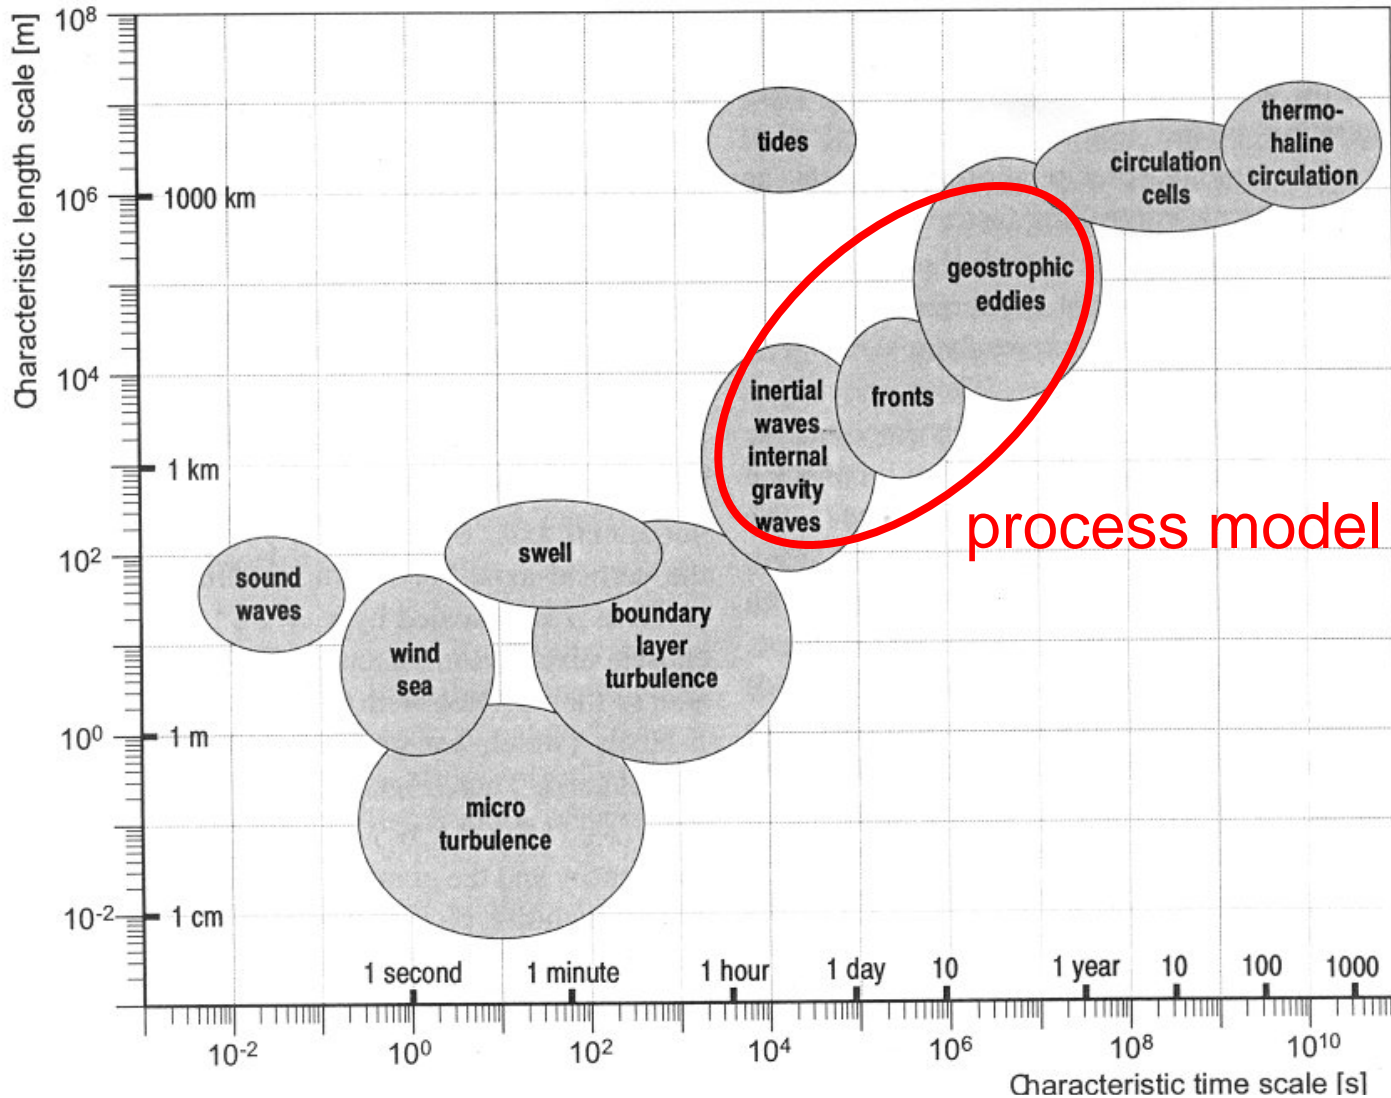 Characteristic length scale [m]
10⁸
10⁶
10⁴
10²
10⁰
10⁻²
1000 km
1 km
1 m
1 cm
tides
thermo-
haline
circulation
circulation
cells
geostrophic
eddies
inertial
waves
internal
gravity
waves
fronts
process model
swell
sound
waves
boundary
layer
turbulence
wind
sea
micro
turbulence
1 second 1 minute 1 hour 1 day 10 1 year 10 100 1000
10⁻² 10⁰ 10² 10⁴ 10⁶ 10⁸ 10¹⁰
Characteristic time scale [s]